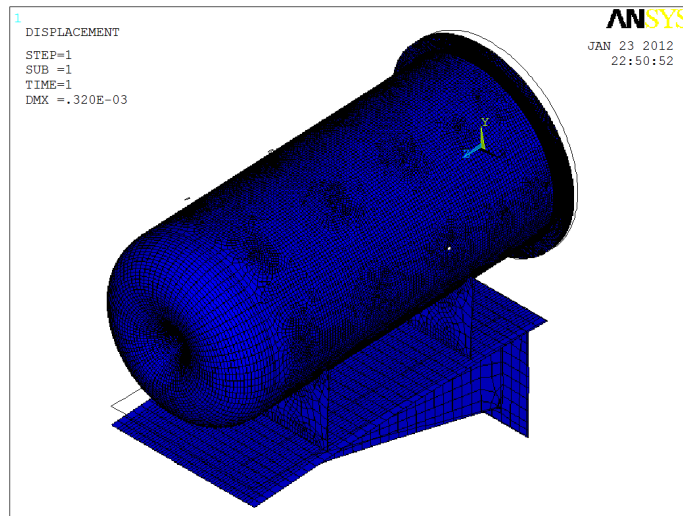 1
DISPLACEMENT
STEP=1
SUB =1
TIME=1
DMX =.320E-03
ANSYS
JAN 23 2012
22:50:52
Y
Z